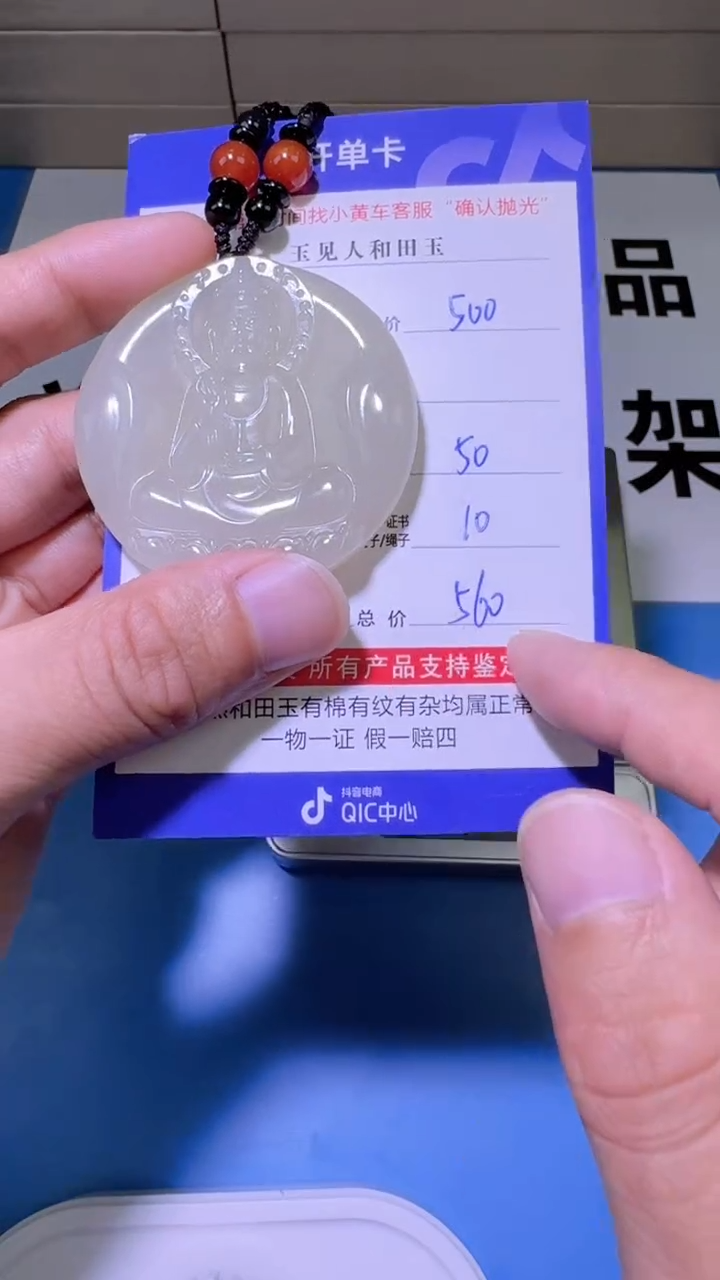 开单卡
间找小黄车客服“确认抛光”
玉见人和田玉
价 500
50
证书
子/绳子 10
总价 560
所有产品支持鉴定
和田玉有棉有纹有杂均属正常
一物一证 假一赔四
抖音电商
QIC中心
品
架